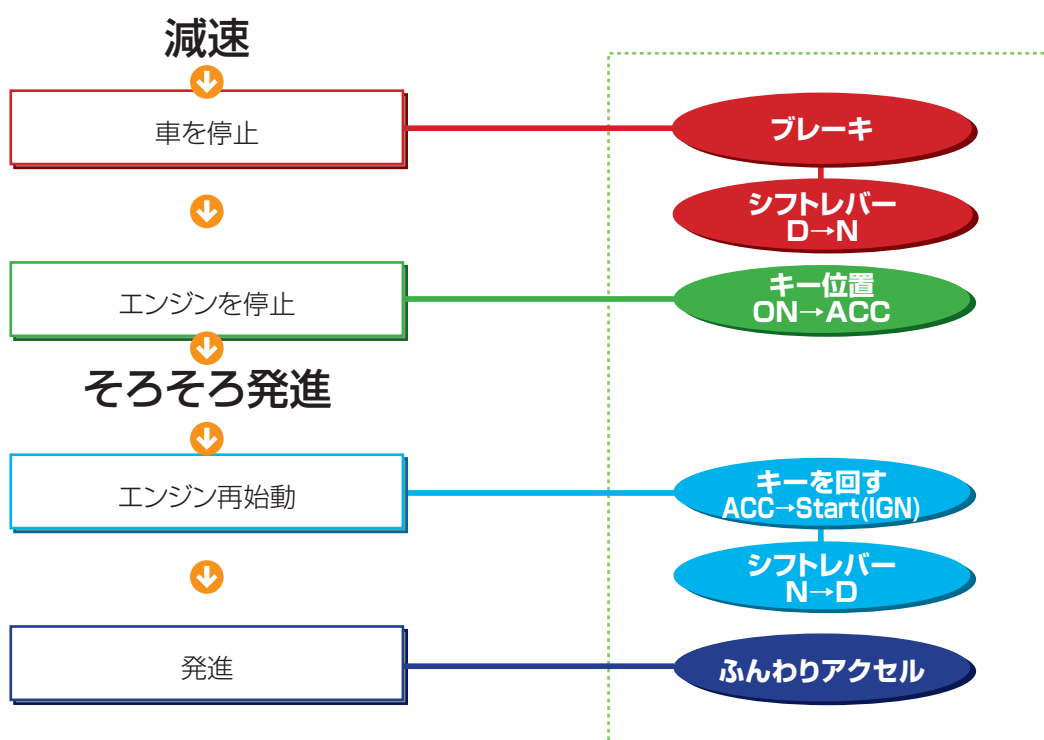 減速
車を停止
ブレーキ
シフトレバー
D→N
エンジンを停止
キー位置
ON→ACC
そろそろ発進
エンジン再始動
キーを回す
ACC→Start(IGN)
シフトレバー
N→D
発進
ふんわりアクセル